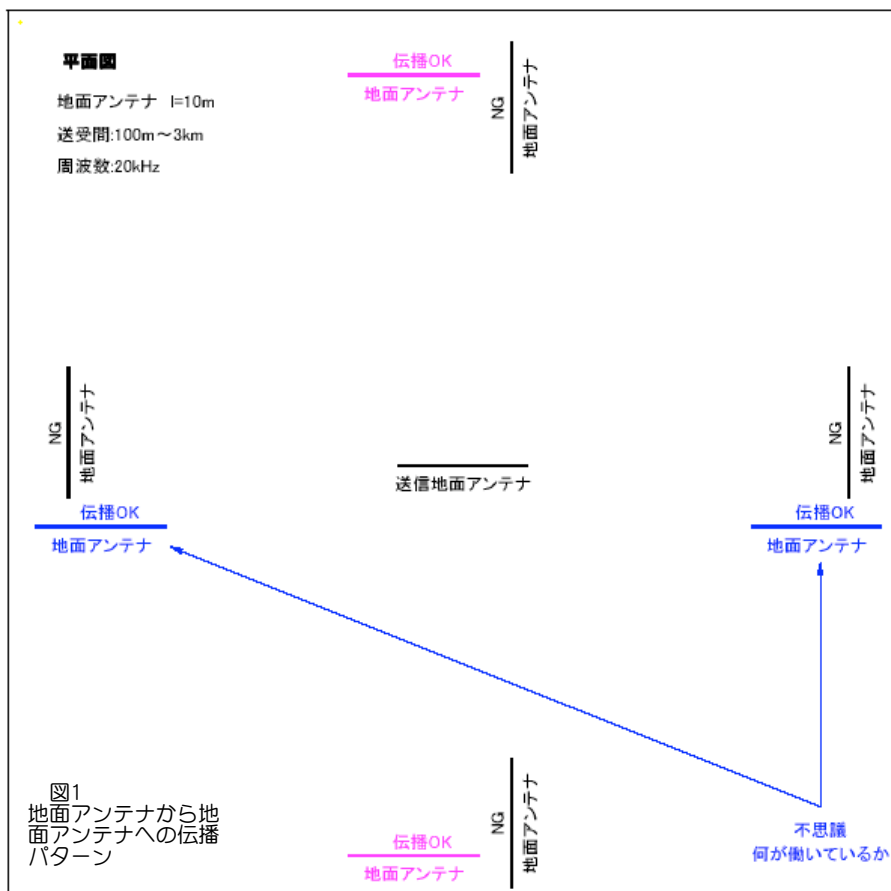 平面図
地面アンテナ l=10m
送受間:100m～3km
周波数:20kHz
伝播OK
地面アンテナ
NG
地面アンテナ
NG
地面アンテナ
NG
地面アンテナ
送信地面アンテナ
伝播OK
地面アンテナ
伝播OK
地面アンテナ
図1
地面アンテナから地
面アンテナへの伝播
パターン
伝播OK
地面アンテナ
NG
地面アンテナ
不思議
何が働いているか